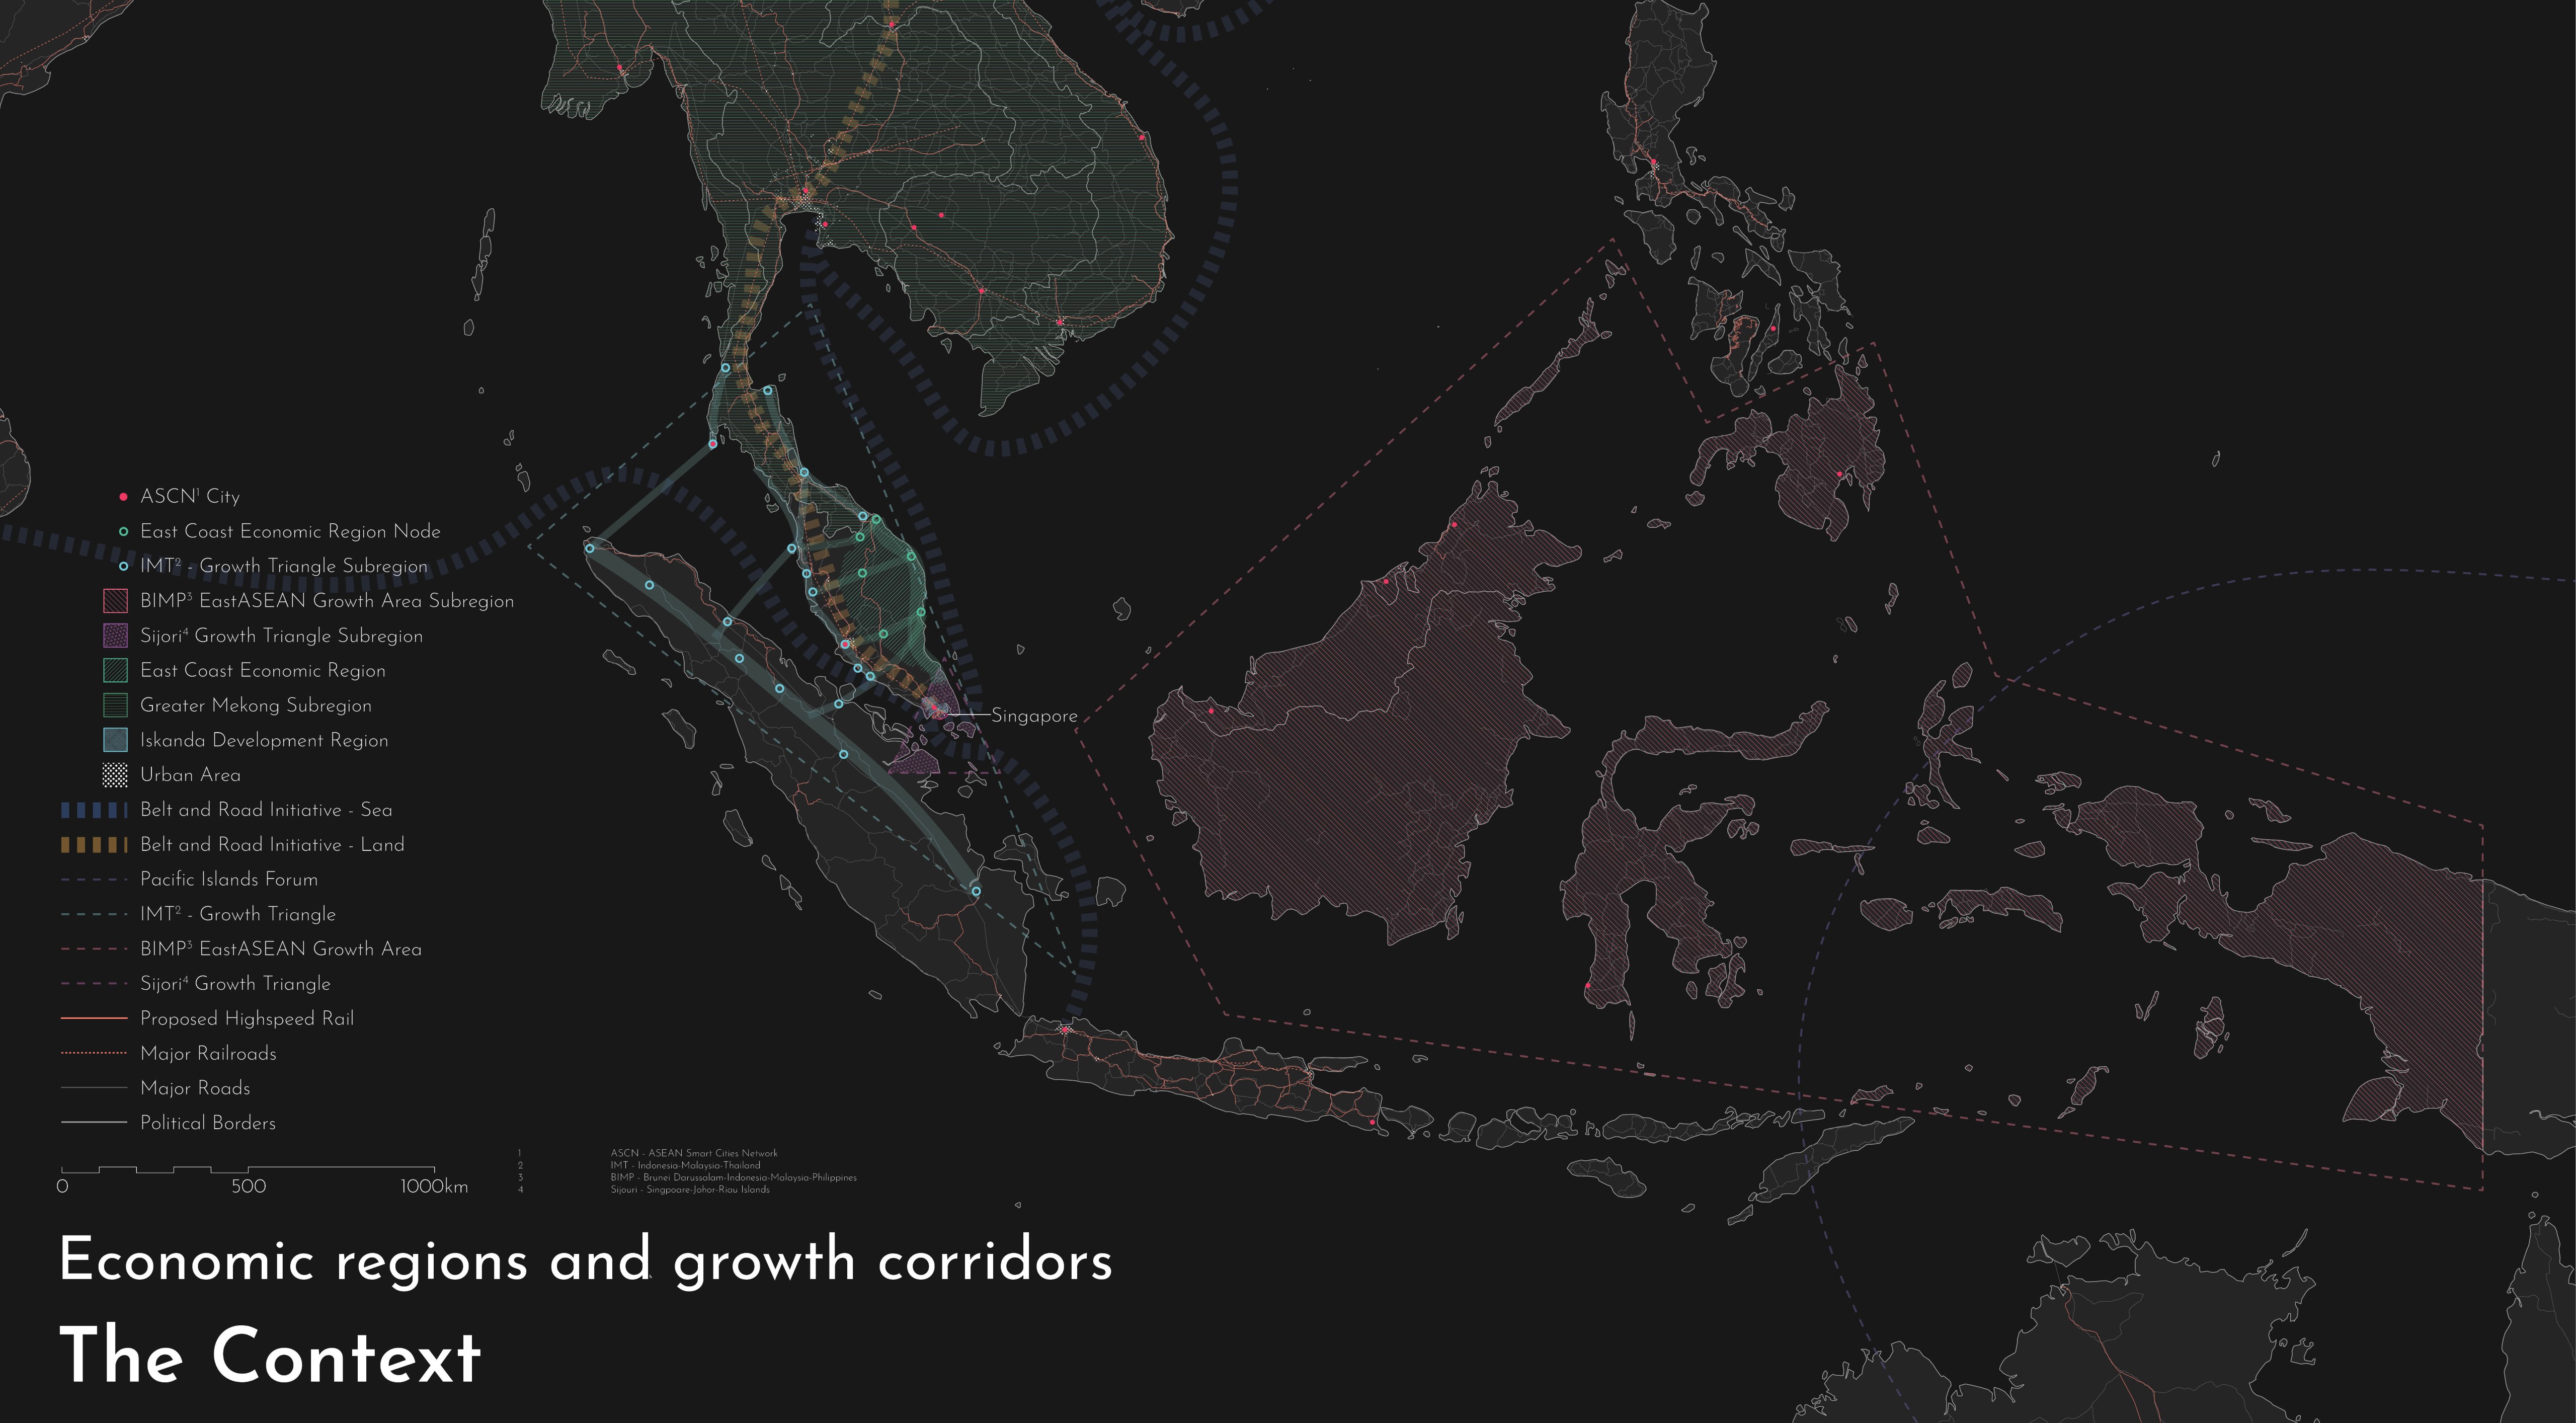 ASCN¹ City
East Coast Economic Region Node
IMT² - Growth Triangle Subregion
BIMP³ EastASEAN Growth Area Subregion
Sijori⁴ Growth Triangle Subregion
East Coast Economic Region
Greater Mekong Subregion
Iskanda Development Region
Urban Area
Belt and Road Initiative - Sea
Belt and Road Initiative - Land
Pacific Islands Forum
IMT² - Growth Triangle
BIMP³ EastASEAN Growth Area
Sijori⁴ Growth Triangle
Proposed Highspeed Rail
Major Railroads
Major Roads
Political Borders
Singapore
0 500 1000km
1 ASCN - ASEAN Smart Cities Network
2 IMT - Indonesia-Malaysia-Thailand
3 BIMP - Brunei Darussalam-Indonesia-Malaysia-Philippines
4 Sijouri - Singpoare-Johor-Riau Islands
Economic regions and growth corridors
The Context